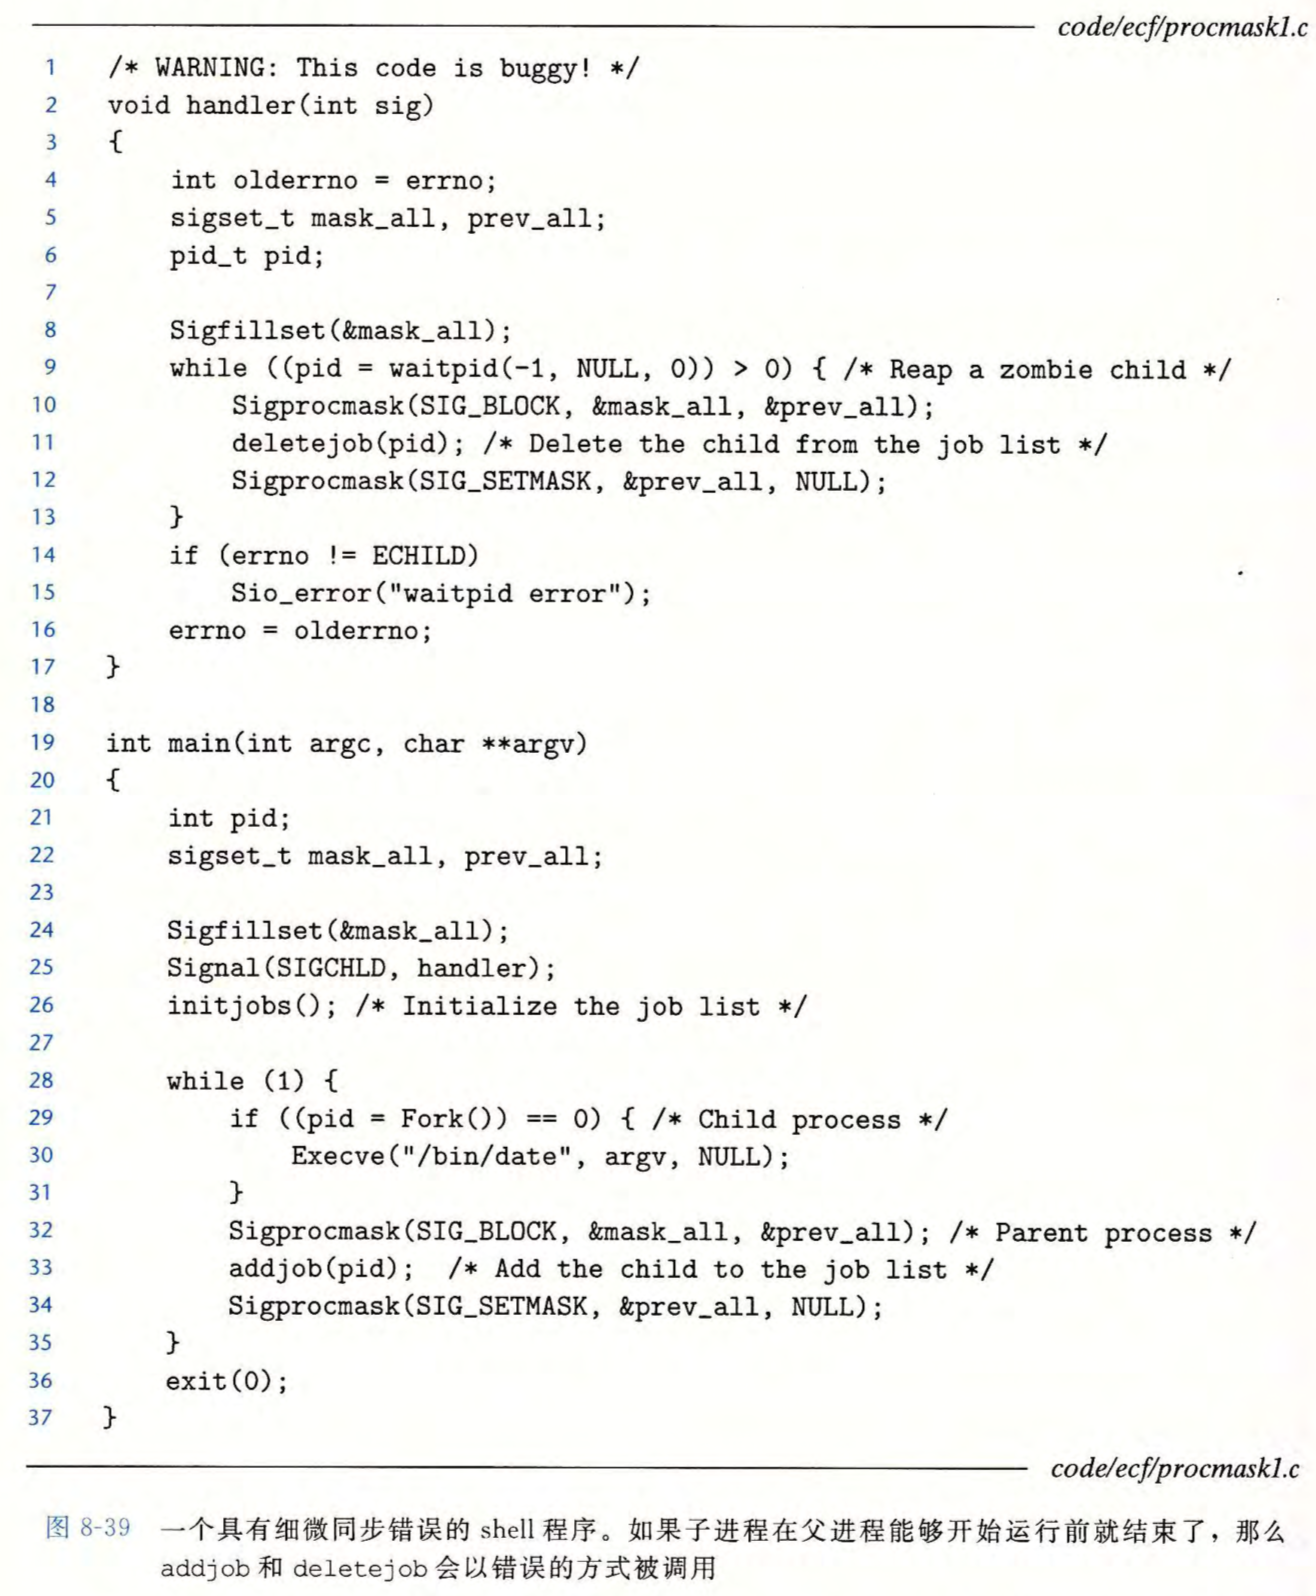 code/ecf/procmask1.c
1 /* WARNING: This code is buggy! */
2 void handler(int sig)
3 {
4 int olderrno = errno;
5 sigset_t mask_all, prev_all;
6 pid_t pid;
7
8 Sigfillset(&mask_all);
9 while ((pid = waitpid(-1, NULL, 0)) > 0) { /* Reap a zombie child */
10 Sigprocmask(SIG_BLOCK, &mask_all, &prev_all);
11 deletejob(pid); /* Delete the child from the job list */
12 Sigprocmask(SIG_SETMASK, &prev_all, NULL);
13 }
14 if (errno != ECHILD)
15 Sio_error("waitpid error");
16 errno = olderrno;
17 }
18
19 int main(int argc, char **argv)
20 {
21 int pid;
22 sigset_t mask_all, prev_all;
23
24 Sigfillset(&mask_all);
25 Signal(SIGCHLD, handler);
26 initjobs(); /* Initialize the job list */
27
28 while (1) {
29 if ((pid = Fork()) == 0) { /* Child process */
30 Execve("/bin/date", argv, NULL);
31 }
32 Sigprocmask(SIG_BLOCK, &mask_all, &prev_all); /* Parent process */
33 addjob(pid); /* Add the child to the job list */
34 Sigprocmask(SIG_SETMASK, &prev_all, NULL);
35 }
36 exit(0);
37 }
code/ecf/procmask1.c
图 8-39 一个具有细微同步错误的 shell 程序。如果子进程在父进程能够开始运行前就结束了，那么
addjob 和 deletejob 会以错误的方式被调用